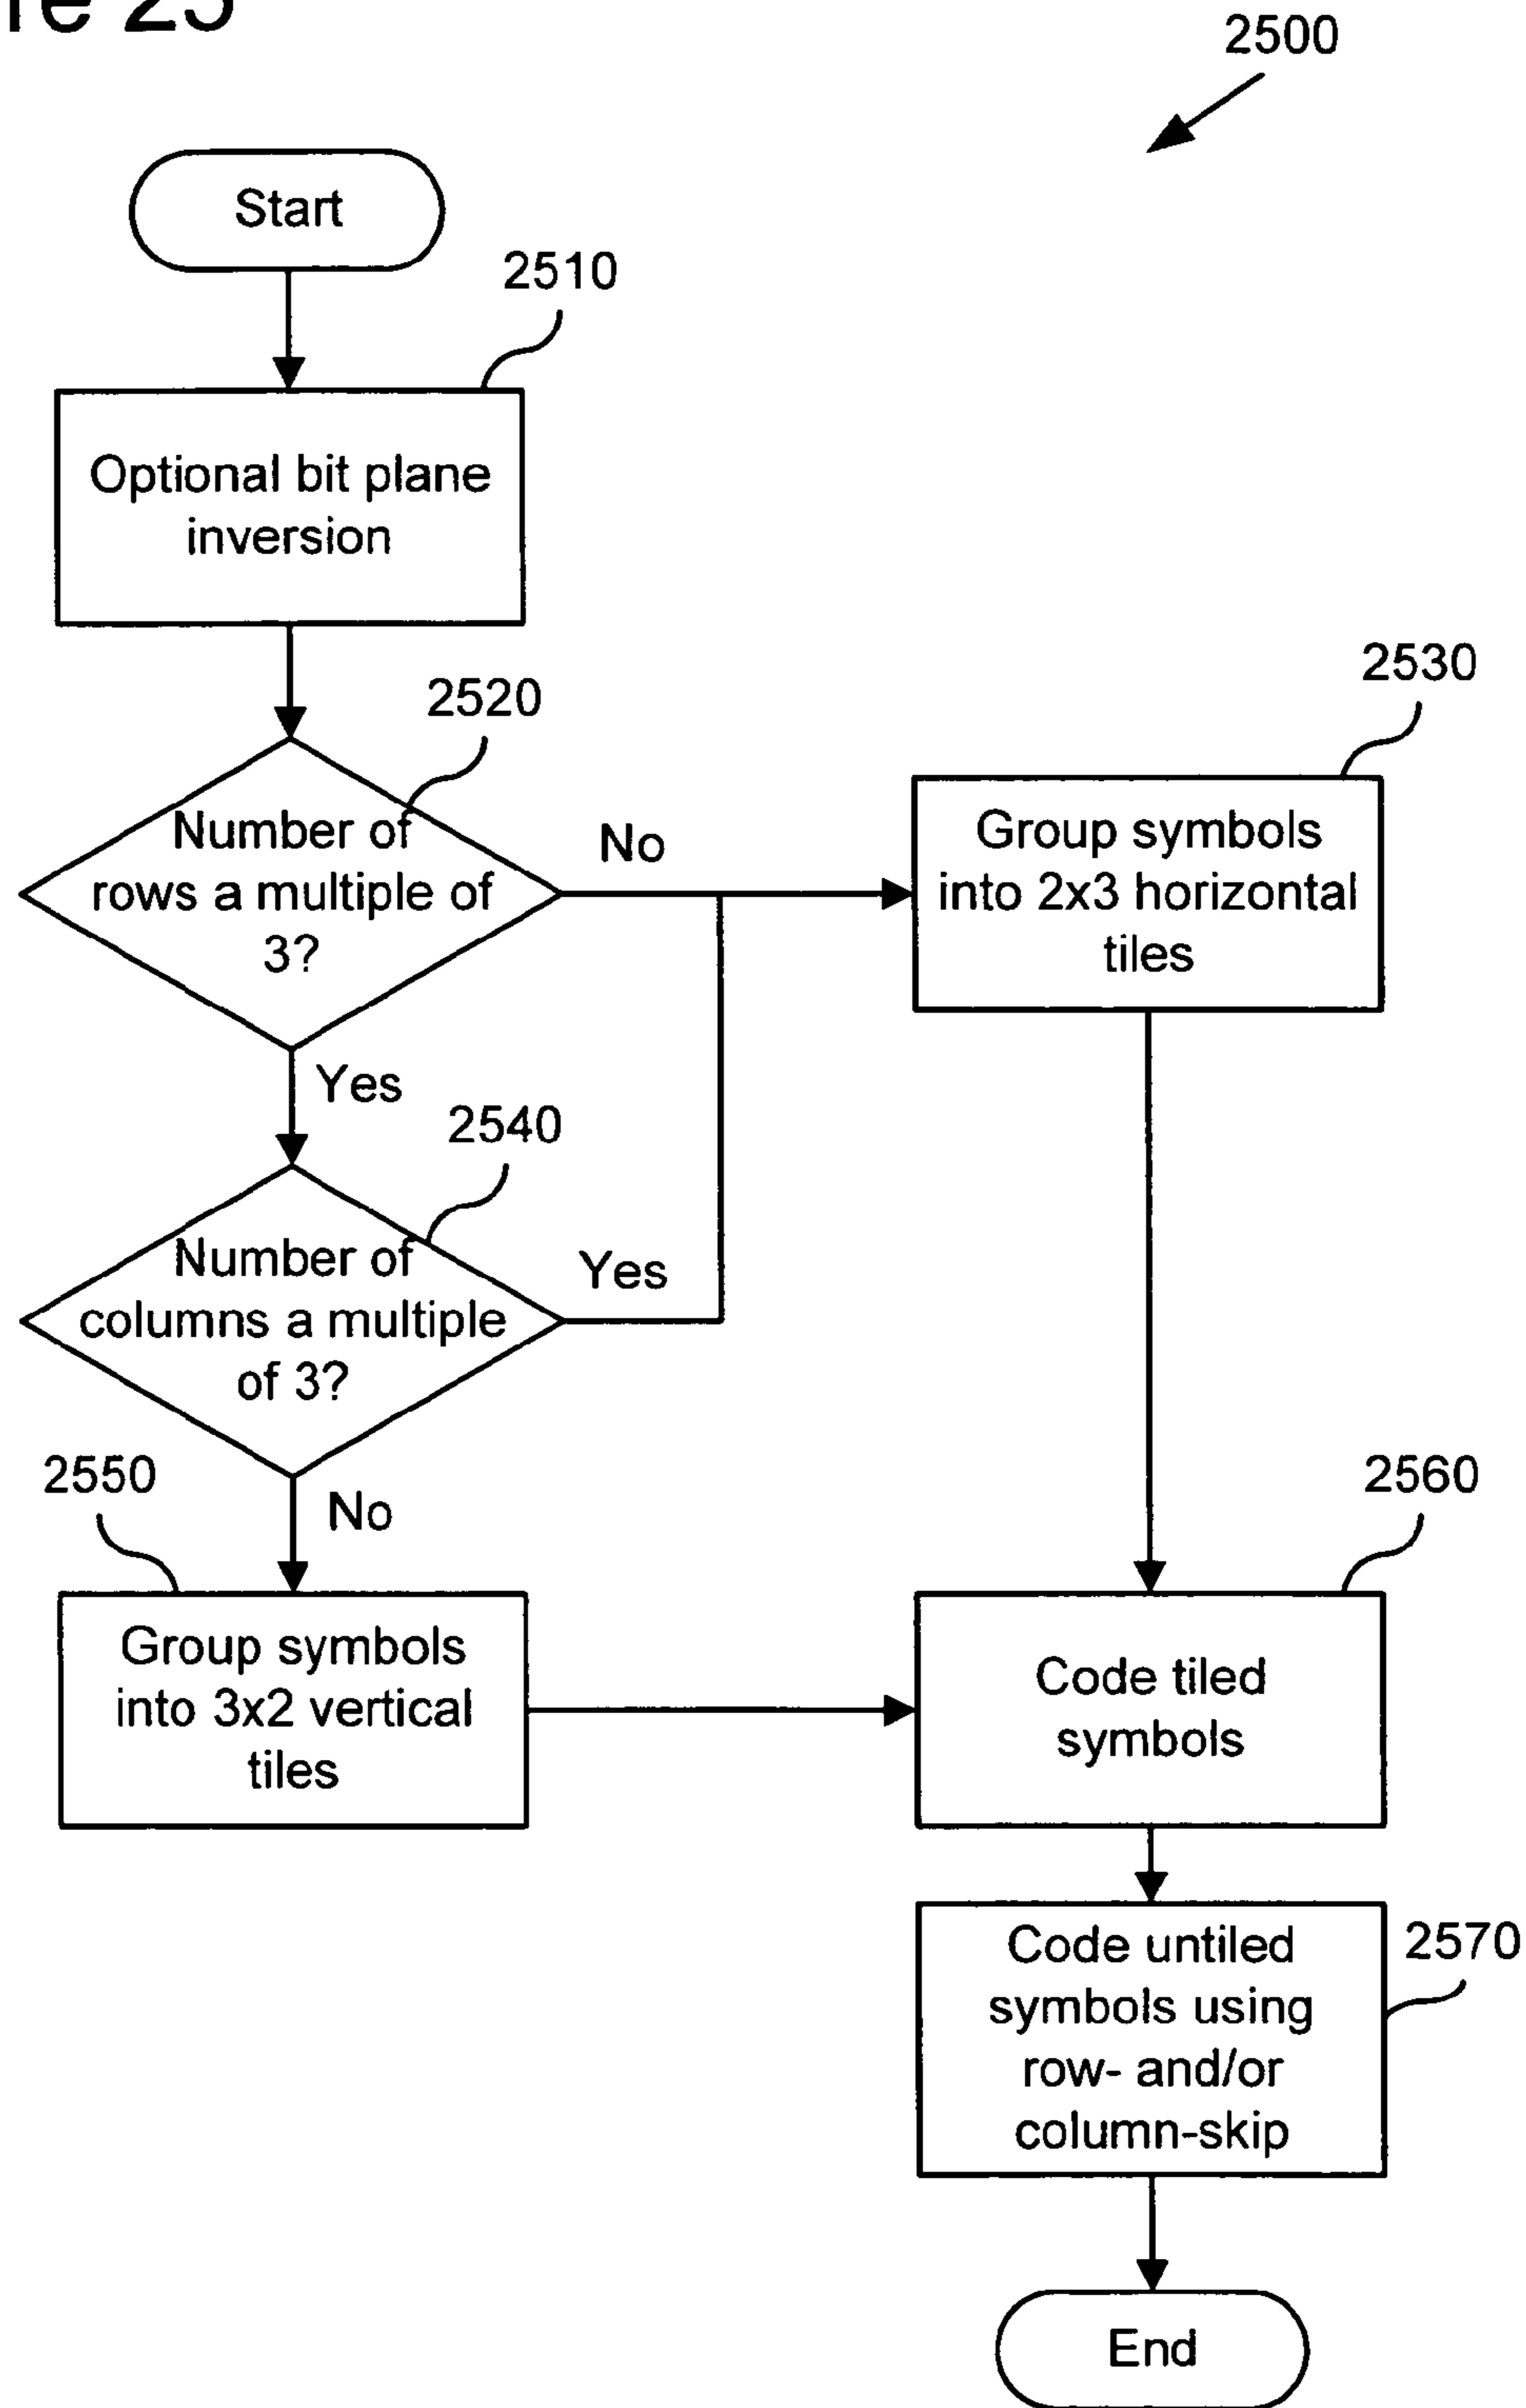 25
2500
Start
2510
Optional bit plane
inversion
2520
Number of
rows a multiple of
3?
No
2530
Group symbols
into 2x3 horizontal
tiles
Yes
2540
Number of
columns a multiple
of 3?
Yes
2550
No
2560
Group symbols
into 3x2 vertical
tiles
Code tiled
symbols
Code untiled
symbols using
row- and/or
column-skip
2570
End